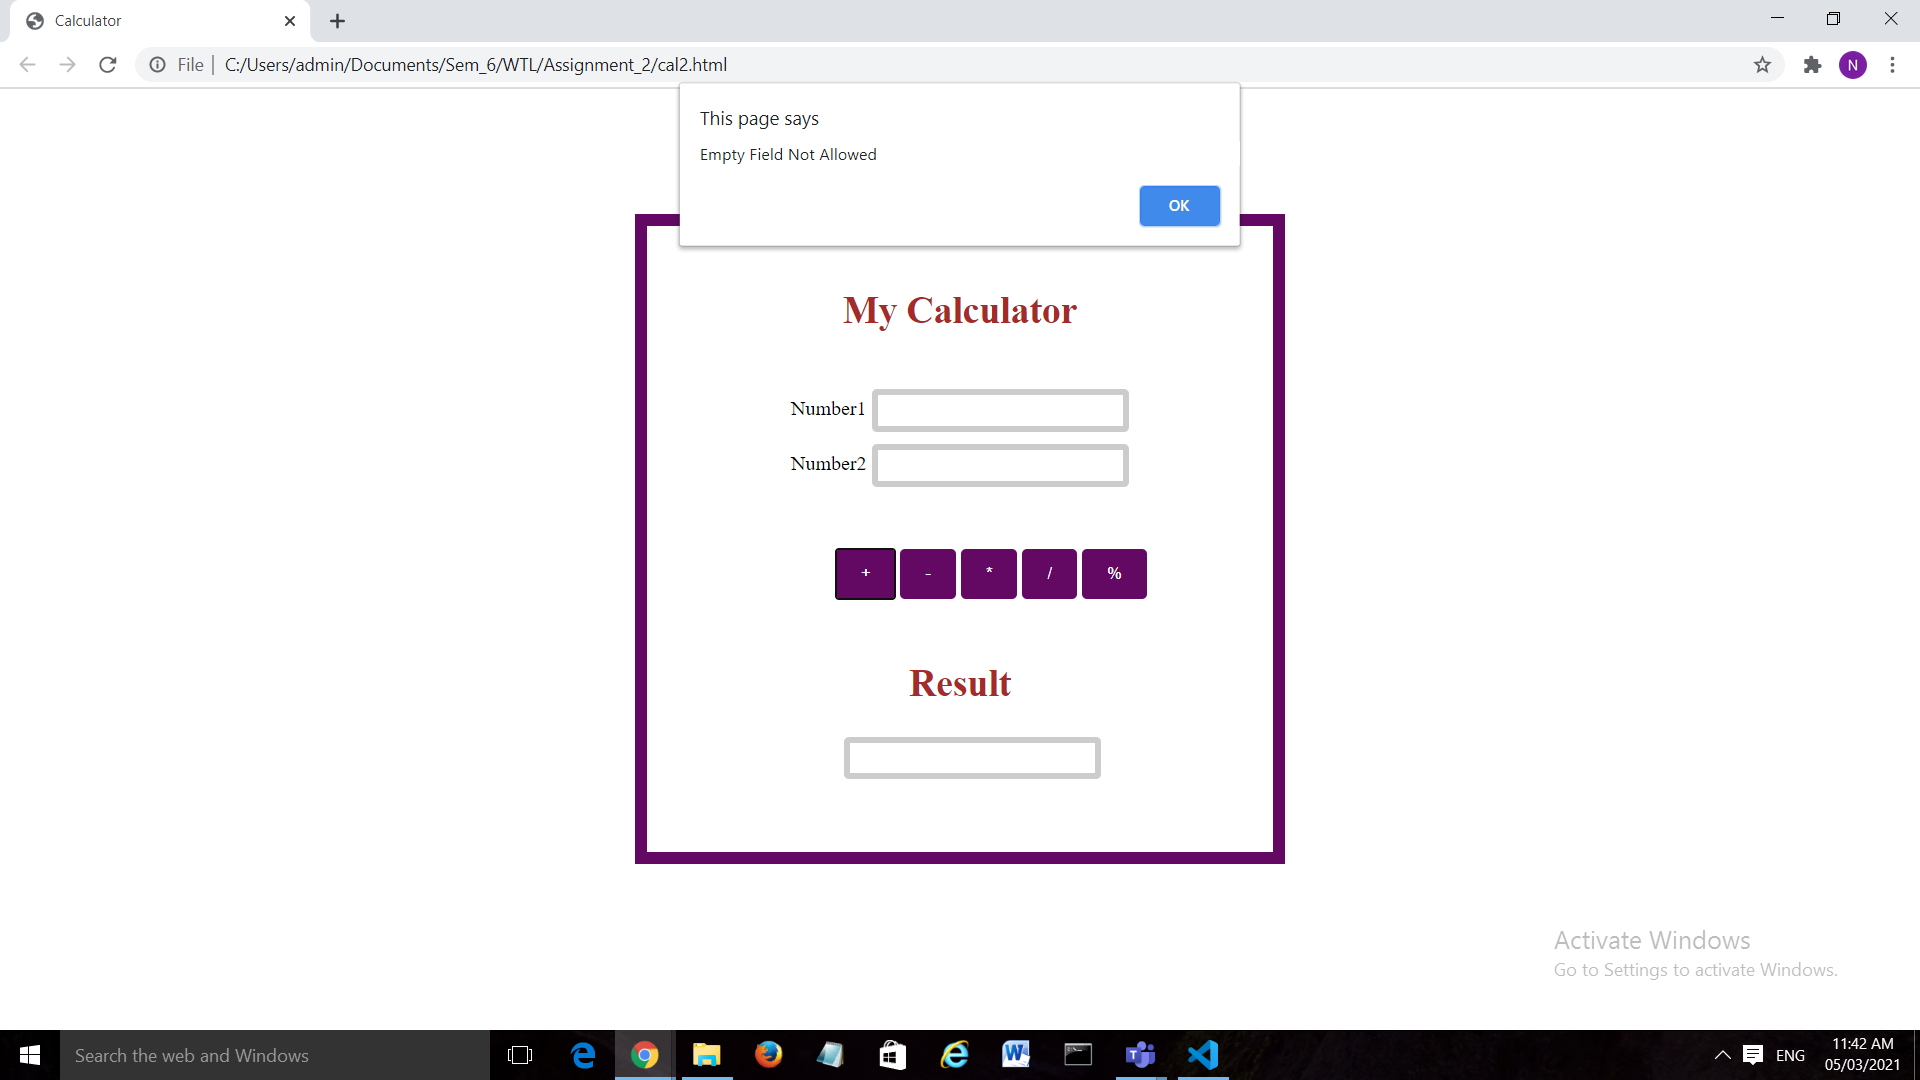 Calculator
File | C:/Users/admin/Documents/Sem_6/WTL/Assignment_2/cal2.html
N
This page says
Empty Field Not Allowed
OK
My Calculator
Number1
Number2
+ - * / %
Result
Activate Windows
Go to Settings to activate Windows.
Search the web and Windows
ENG
11:42 AM
05/03/2021